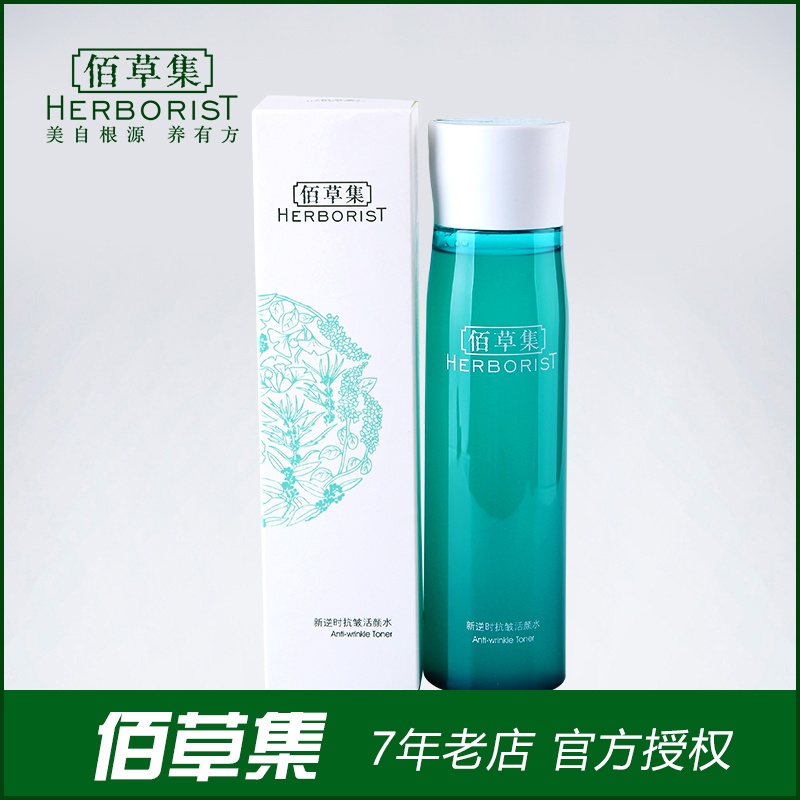 佰草集
HERBORIST
美自根源 养有方
佰草集
HERBORIST
新逆时抗皱活颜水
Anti-wrinkle Toner
佰草集
HERBORIST
新逆时抗皱活颜水
Anti-wrinkle Toner
佰草集 7年老店 官方授权